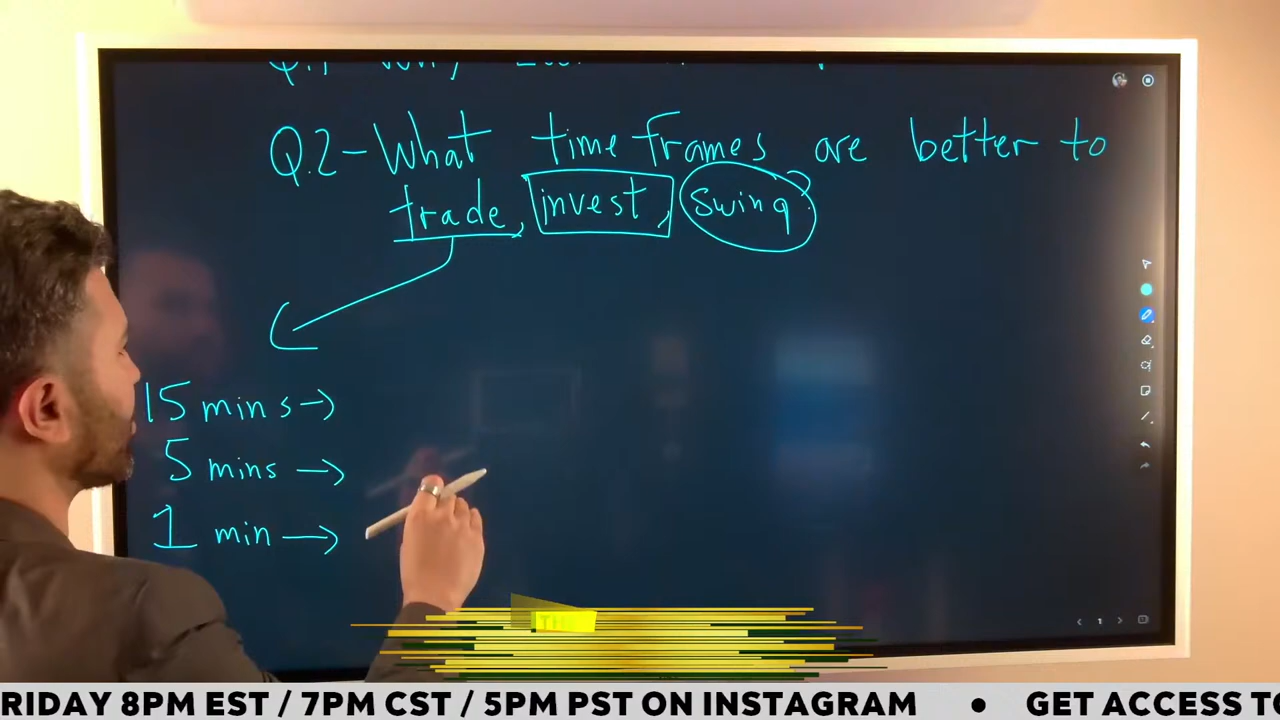 Q.2-What time frames are better to
trade, invest, swing?
15 mins→
5 mins →
1 min →
RIDAY 8PM EST / 7PM CST / 5PM PST ON INSTAGRAM • GET ACCESS TO